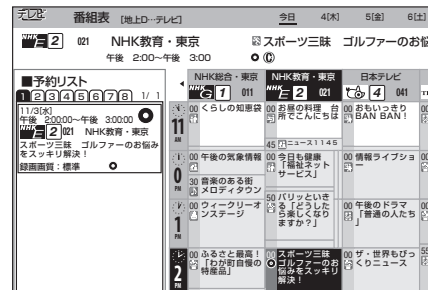 テレビ 番組表 [地上D…テレビ] 今日 4[木] 5[金] 6[土]
NHK E 2 021 NHK教育・東京 スポーツ三昧 ゴルファーのお悩
午後 2:00~午後 3:00
■予約リスト
1 2 3 4 5 6 7 8 1/ 1
11/3[水]
午後 2:00:00~午後 3:00:00
NHK E 2 021 NHK教育・東京
スポーツ三昧 ゴルファーのお悩み
をスッキリ解決!
録画画質:標準
NHK総合・東京 NHK教育・東京 日本テレビ
NHK G 1 011 NHK E 2 021 4 041
11 AM
00 くらしの知恵袋
00 お昼の料理 台
所でこんにちは
00 おもいっきり
BAN BAN!
45 ニュース1145
0 PM
00 午後の気象情報
00 今日も健康
「福祉ネット
サービス」
00 情報ライブショ
30 音楽のある街
メロディタウン
50 バリッといき
る「どうした
ら楽しくなり
ますか?」
1 PM
00 ウィークリーオ
ンステージ
00 午後のドラマ
「普通の人たち
」
2 PM
00 ふるさと最高!
「わが町自慢の
特産品」
00 スポーツ三昧
ゴルファーのお
悩みをスッキリ
解決!
00 ザ・世界もびっ
くりニュース
55